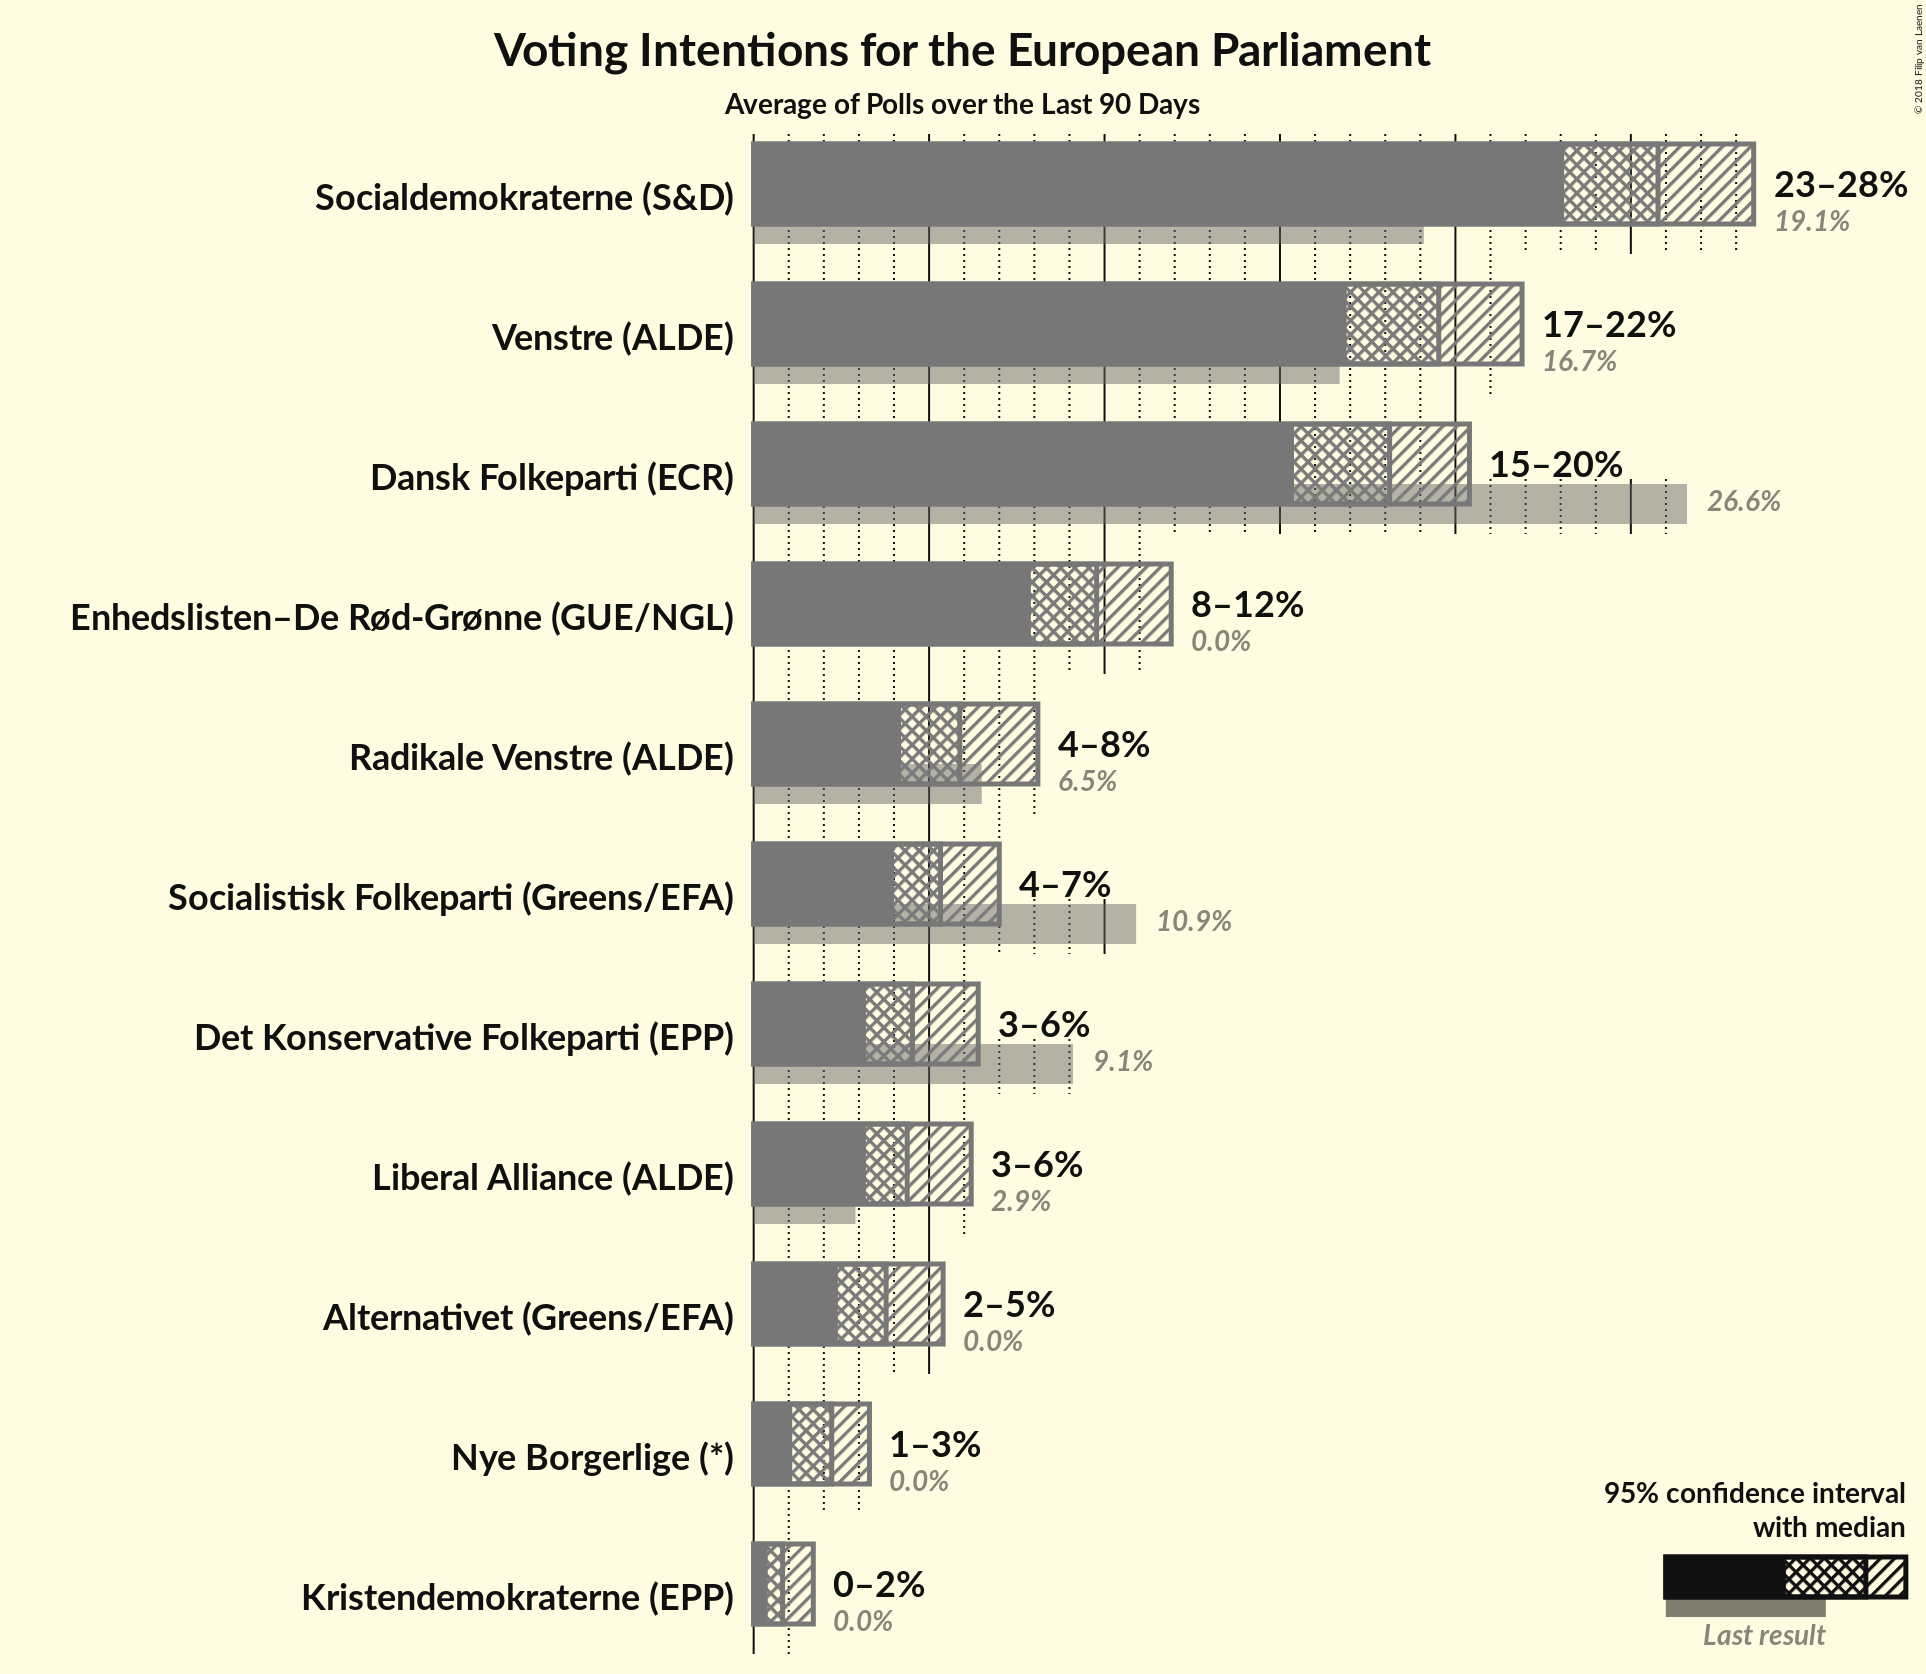 Voting Intentions for the European Parliament
Average of Polls over the Last 90 Days
© 2018 Filip van Laenen
Socialdemokraterne (S&D)
23–28%
19.1%
Venstre (ALDE)
17–22%
16.7%
Dansk Folkeparti (ECR)
15–20%
26.6%
Enhedslisten–De Rød-Grønne (GUE/NGL)
8–12%
0.0%
Radikale Venstre (ALDE)
4–8%
6.5%
Socialistisk Folkeparti (Greens/EFA)
4–7%
10.9%
Det Konservative Folkeparti (EPP)
3–6%
9.1%
Liberal Alliance (ALDE)
3–6%
2.9%
Alternativet (Greens/EFA)
2–5%
0.0%
Nye Borgerlige (*)
1–3%
0.0%
Kristendemokraterne (EPP)
0–2%
0.0%
95% confidence interval
with median
Last result